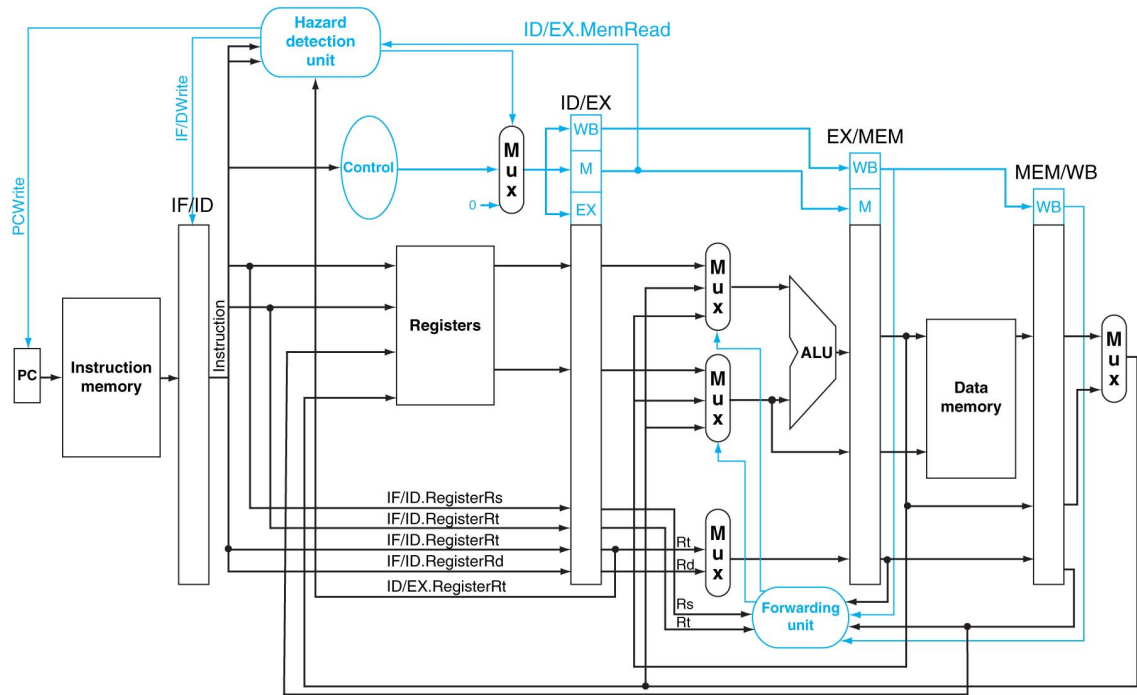 Hazard
detection
unit
ID/EX.MemRead
PCWrite
IF/DWrite
IF/ID
Control
0
M
u
x
ID/EX
WB
M
EX
EX/MEM
WB
M
MEM/WB
WB
PC
Instruction
memory
Instruction
Registers
M
u
x
M
u
x
ALU
Data
memory
M
u
x
IF/ID.RegisterRs
IF/ID.RegisterRt
IF/ID.RegisterRt
IF/ID.RegisterRd
ID/EX.RegisterRt
Rt
Rd
M
u
x
Rs
Rt
Forwarding
unit